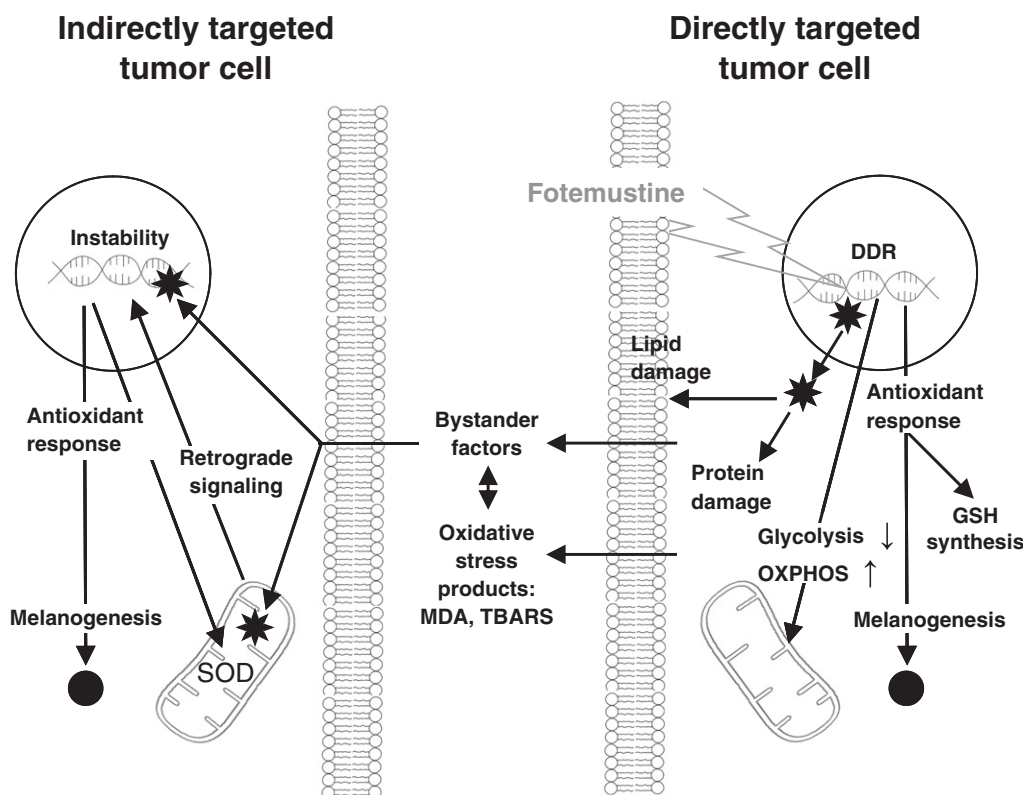 Indirectly targeted
tumor cell
Directly targeted
tumor cell
Fotemustine
Instability
DDR
Lipid
damage
Antioxidant
response
Antioxidant
response
Bystander
factors
Retrograde
signaling
Protein
damage
GSH
synthesis
Glycolysis ↓
OXPHOS ↑
Oxidative
stress
products:
MDA, TBARS
Melanogenesis
Melanogenesis
SOD